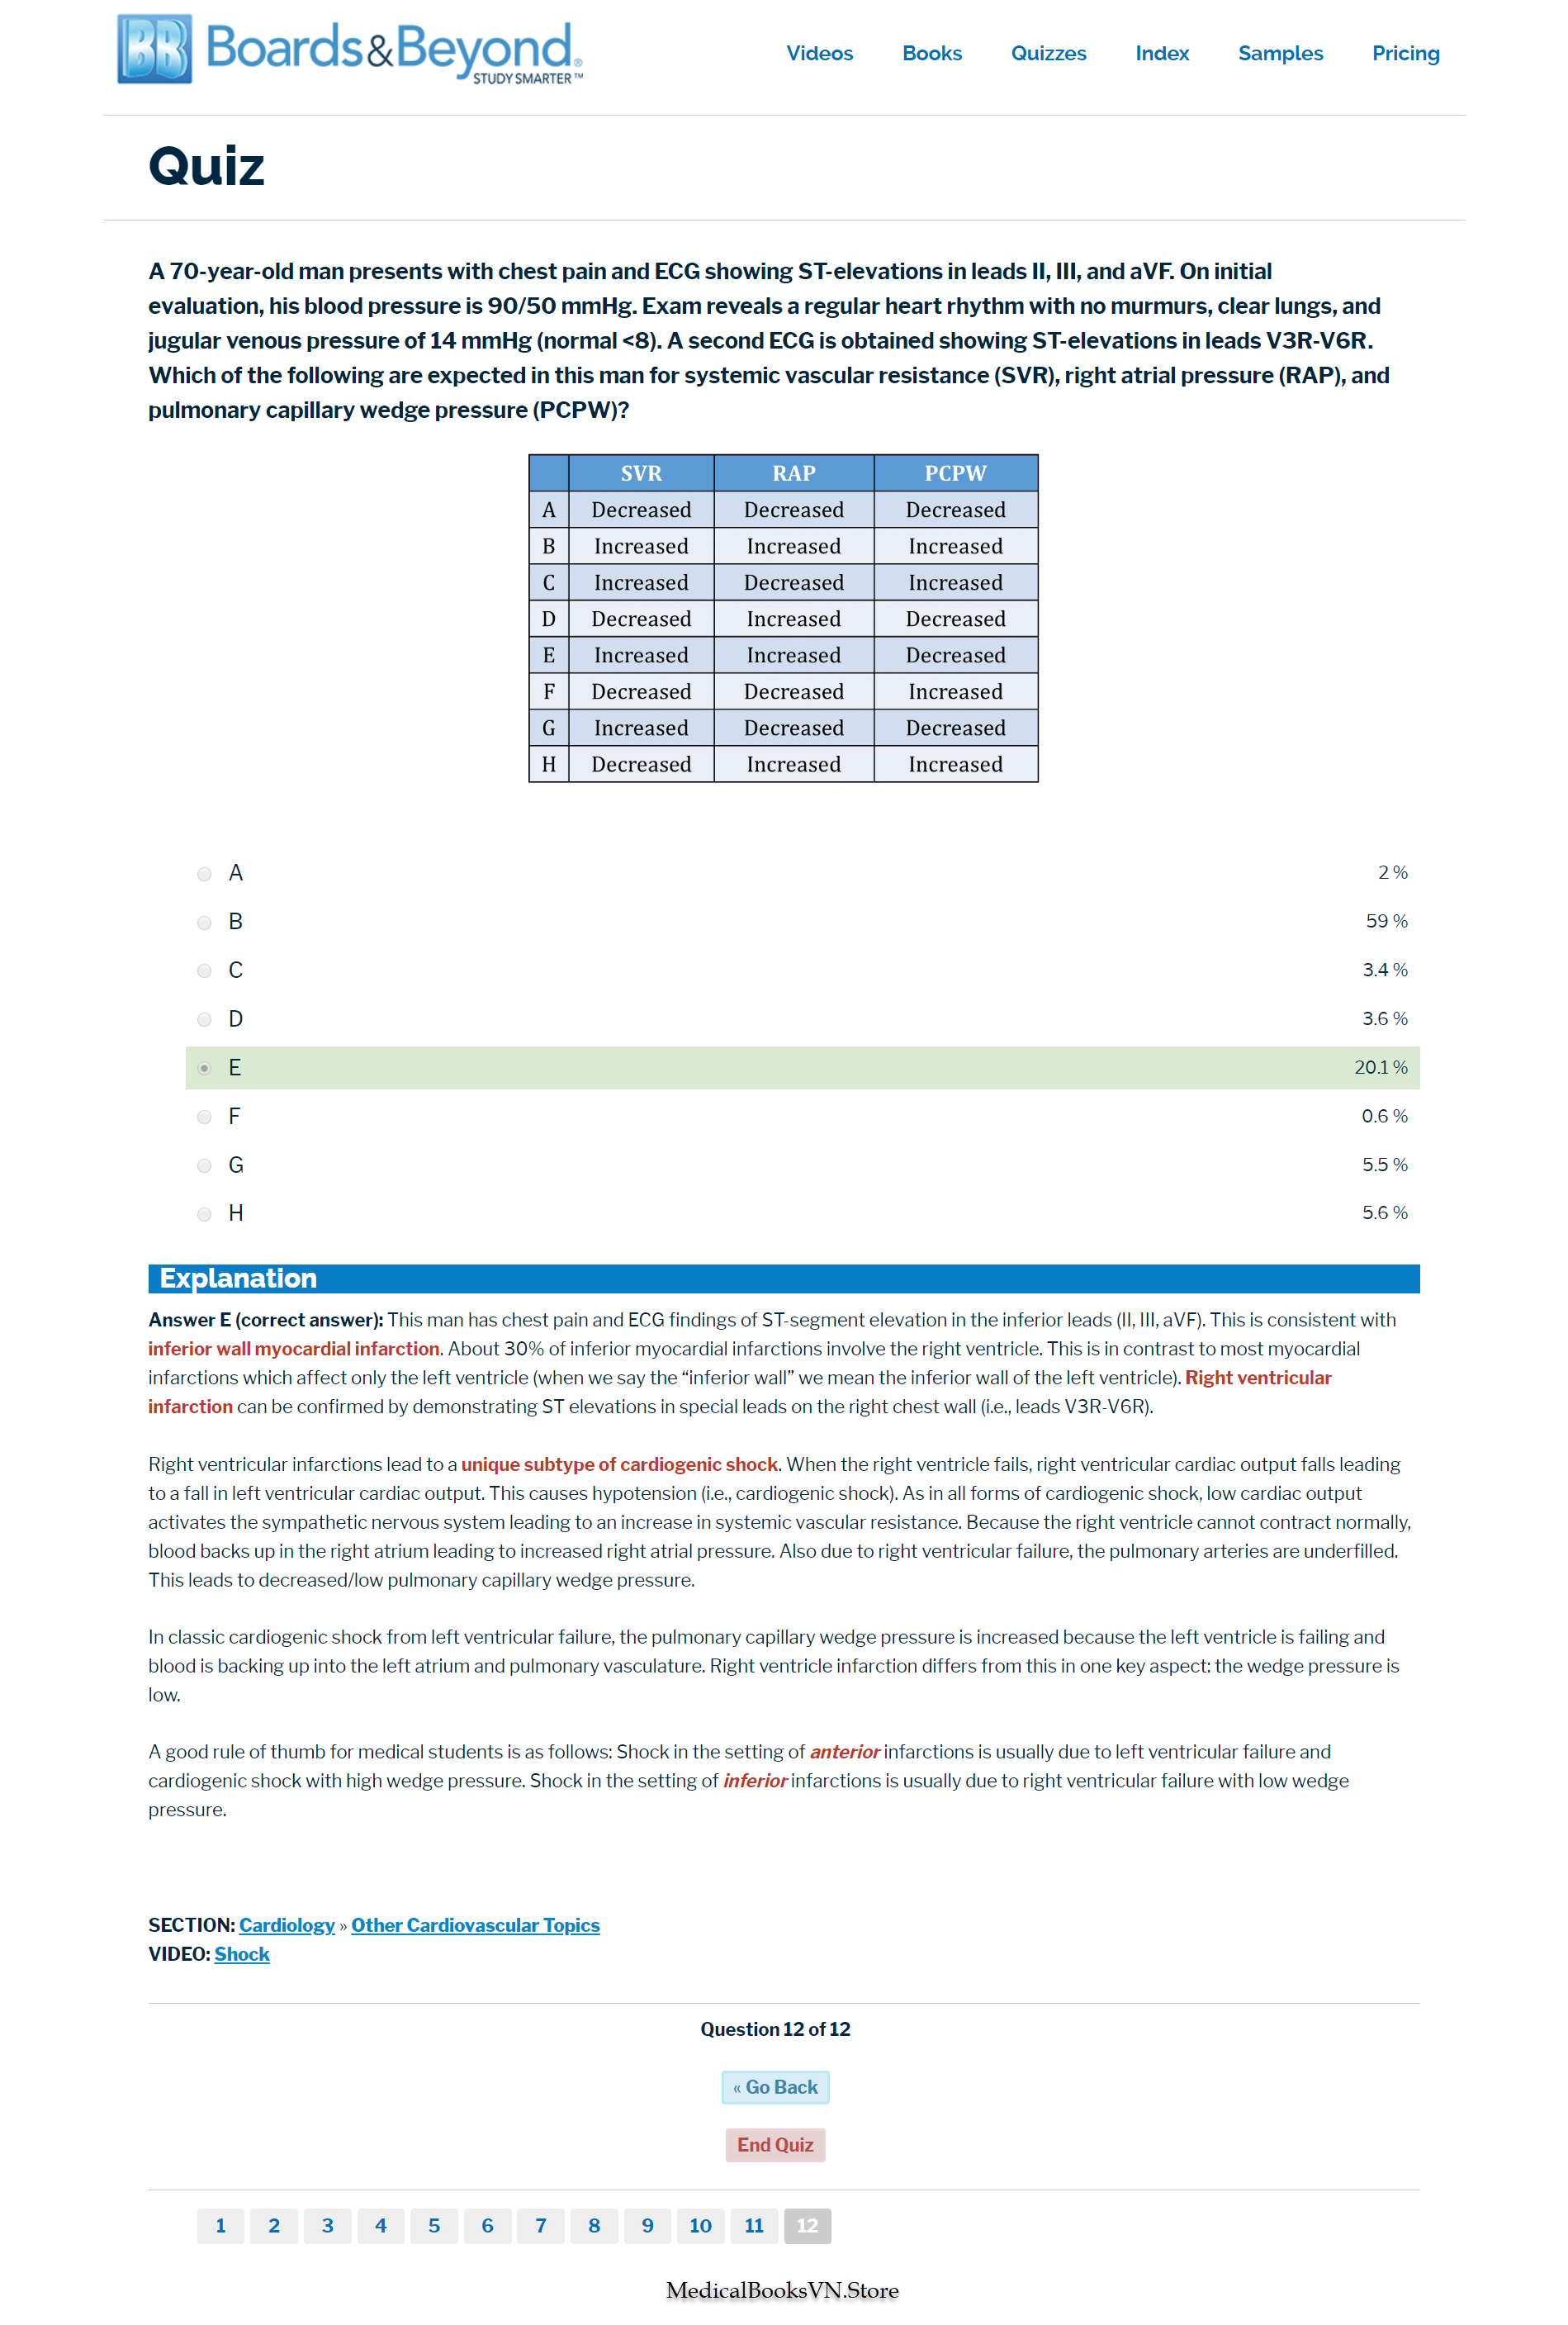 BB Boards&Beyond®
STUDY SMARTER™
Videos Books Quizzes Index Samples Pricing
Quiz
A 70-year-old man presents with chest pain and ECG showing ST-elevations in leads II, III, and aVF. On initial
evaluation, his blood pressure is 90/50 mmHg. Exam reveals a regular heart rhythm with no murmurs, clear lungs, and
jugular venous pressure of 14 mmHg (normal <8). A second ECG is obtained showing ST-elevations in leads V3R-V6R.
Which of the following are expected in this man for systemic vascular resistance (SVR), right atrial pressure (RAP), and
pulmonary capillary wedge pressure (PCPW)?
SVR RAP PCPW
A Decreased Decreased Decreased
B Increased Increased Increased
C Increased Decreased Increased
D Decreased Increased Decreased
E Increased Increased Decreased
F Decreased Decreased Increased
G Increased Decreased Decreased
H Decreased Increased Increased
A 2 %
B 59 %
C 3.4 %
D 3.6 %
E 20.1 %
F 0.6 %
G 5.5 %
H 5.6 %
Explanation
Answer E (correct answer): This man has chest pain and ECG findings of ST-segment elevation in the inferior leads (II, III, aVF). This is consistent with
inferior wall myocardial infarction. About 30% of inferior myocardial infarctions involve the right ventricle. This is in contrast to most myocardial
infarctions which affect only the left ventricle (when we say the “inferior wall” we mean the inferior wall of the left ventricle). Right ventricular
infarction can be confirmed by demonstrating ST elevations in special leads on the right chest wall (i.e., leads V3R-V6R).
Right ventricular infarctions lead to a unique subtype of cardiogenic shock. When the right ventricle fails, right ventricular cardiac output falls leading
to a fall in left ventricular cardiac output. This causes hypotension (i.e., cardiogenic shock). As in all forms of cardiogenic shock, low cardiac output
activates the sympathetic nervous system leading to an increase in systemic vascular resistance. Because the right ventricle cannot contract normally,
blood backs up in the right atrium leading to increased right atrial pressure. Also due to right ventricular failure, the pulmonary arteries are underfilled.
This leads to decreased/low pulmonary capillary wedge pressure.
In classic cardiogenic shock from left ventricular failure, the pulmonary capillary wedge pressure is increased because the left ventricle is failing and
blood is backing up into the left atrium and pulmonary vasculature. Right ventricle infarction differs from this in one key aspect: the wedge pressure is
low.
A good rule of thumb for medical students is as follows: Shock in the setting of anterior infarctions is usually due to left ventricular failure and
cardiogenic shock with high wedge pressure. Shock in the setting of inferior infarctions is usually due to right ventricular failure with low wedge
pressure.
SECTION: Cardiology » Other Cardiovascular Topics
VIDEO: Shock
Question 12 of 12
« Go Back
End Quiz
1 2 3 4 5 6 7 8 9 10 11 12
MedicalBooksVN.Store